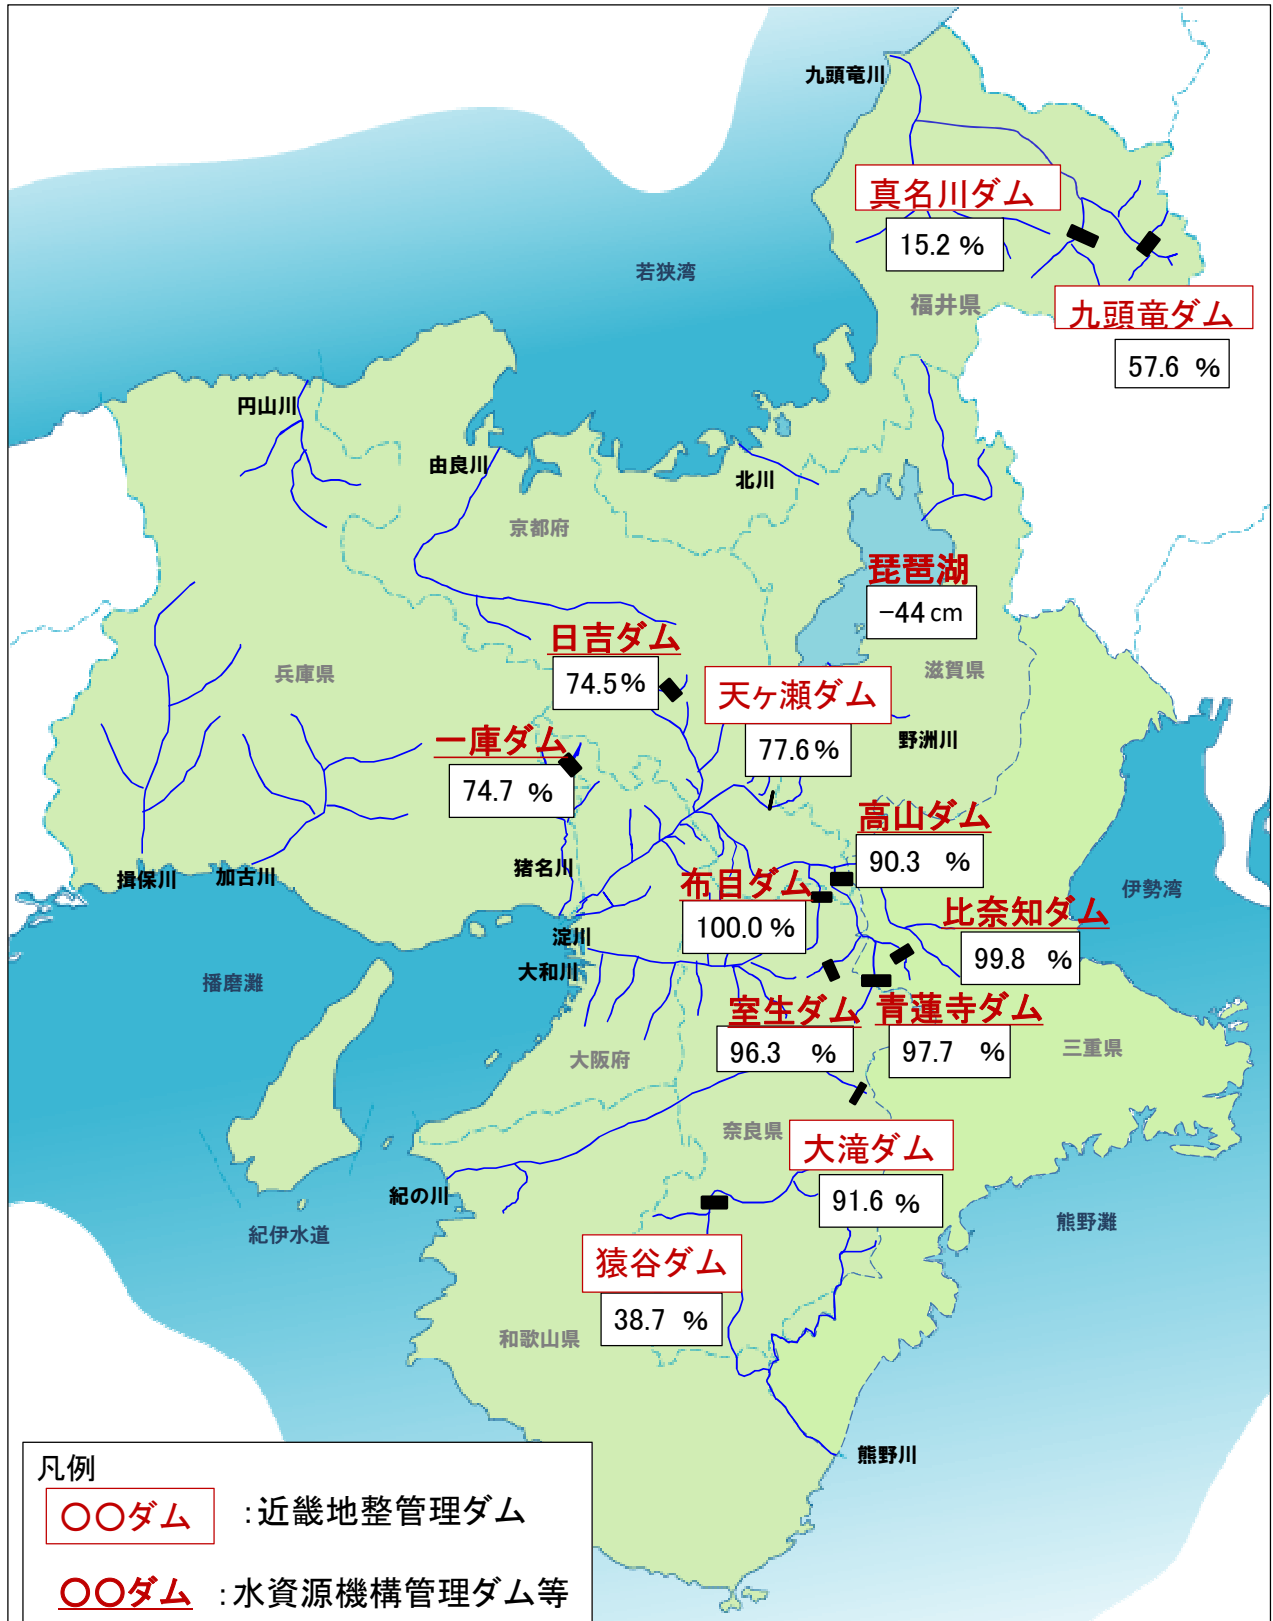 九頭竜川
真名川ダム
15.2 %
若狭湾
福井県
九頭竜ダム
57.6 %
円山川
由良川
北川
京都府
琵琶湖
-44 cm
日吉ダム
74.5%
兵庫県
滋賀県
天ヶ瀬ダム
77.6%
野洲川
一庫ダム
74.7 %
高山ダム
90.3 %
猪名川
揖保川
加古川
布目ダム
100.0 %
伊勢湾
比奈知ダム
99.8 %
淀川
大和川
播磨灘
室生ダム
96.3 %
青蓮寺ダム
97.7 %
三重県
大阪府
奈良県
大滝ダム
91.6 %
紀の川
紀伊水道
熊野灘
猿谷ダム
38.7 %
和歌山県
熊野川
凡例
〇〇ダム :近畿地整管理ダム
〇〇ダム :水資源機構管理ダム等